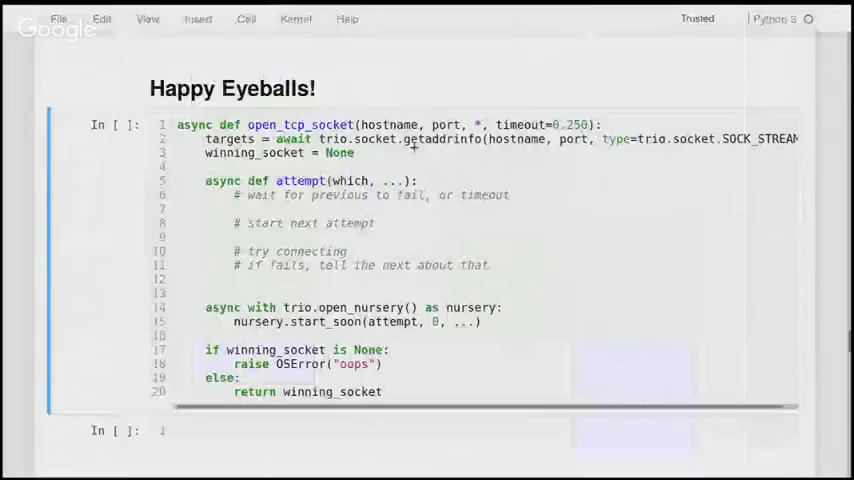 File Edit View Insert Cell Kernel Help Trusted Python 3
Google
Happy Eyeballs!
In [ ]:
1 async def open_tcp_socket(hostname, port, *, timeout=0.250):
2 targets = await trio.socket.getaddrinfo(hostname, port, type=trio.socket.SOCK_STREAM
3 winning_socket = None
4
5 async def attempt(which, ...):
6 # wait for previous to fail, or timeout
7
8 # start next attempt
9
10 # try connecting
11 # if fails, tell the next about that
12
13
14 async with trio.open_nursery() as nursery:
15 nursery.start_soon(attempt, 0, ...)
16
17 if winning_socket is None:
18 raise OSError("oops")
19 else:
20 return winning_socket
In [ ]: 1